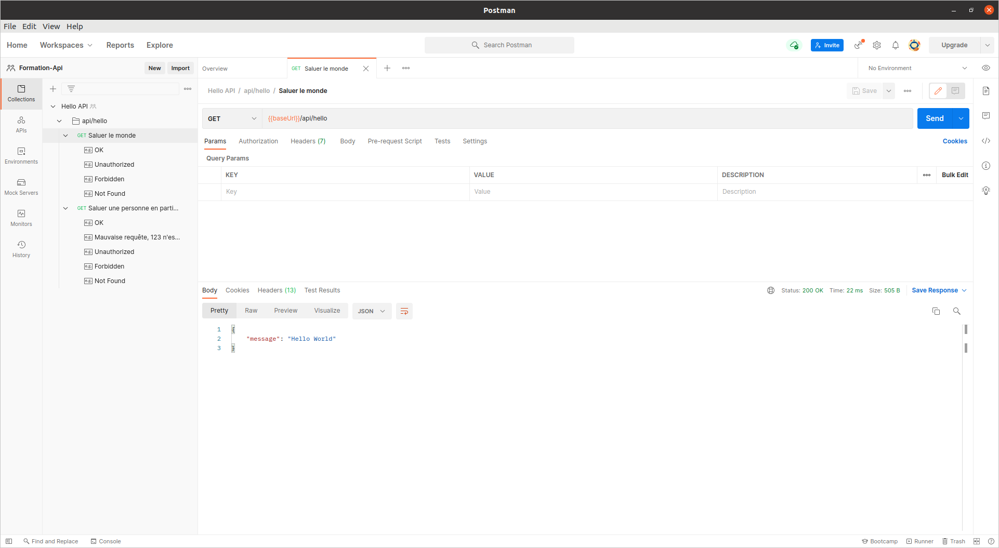 Postman
File Edit View Help
Home Workspaces Reports Explore Search Postman Invite Upgrade
Formation-Api New Import
Overview GET Saluer le monde No Environment
Collections
APIs
Environments
Mock Servers
Monitors
History
Hello API
api/hello
GET Saluer le monde
e.g. OK
e.g. Unauthorized
e.g. Forbidden
e.g. Not Found
GET Saluer une personne en parti...
e.g. OK
e.g. Mauvaise requête, 123 n'es...
e.g. Unauthorized
e.g. Forbidden
e.g. Not Found
Hello API / api/hello / Saluer le monde Save
GET {{baseUrl}}/api/hello Send
Params Authorization Headers (7) Body Pre-request Script Tests Settings Cookies
Query Params
KEY VALUE DESCRIPTION Bulk Edit
Key Value Description
Body Cookies Headers (13) Test Results Status: 200 OK Time: 22 ms Size: 505 B Save Response
Pretty Raw Preview Visualize JSON
1 {
2 "message": "Hello World"
3 }
Find and Replace Console Bootcamp Runner Trash